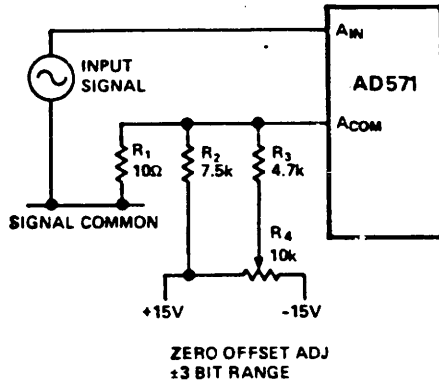 AIN
INPUT
SIGNAL
AD571
ACOM
R1
10Ω
R2
7.5k
R3
4.7k
SIGNAL COMMON
R4
10k
+15V
-15V
ZERO OFFSET ADJ
±3 BIT RANGE